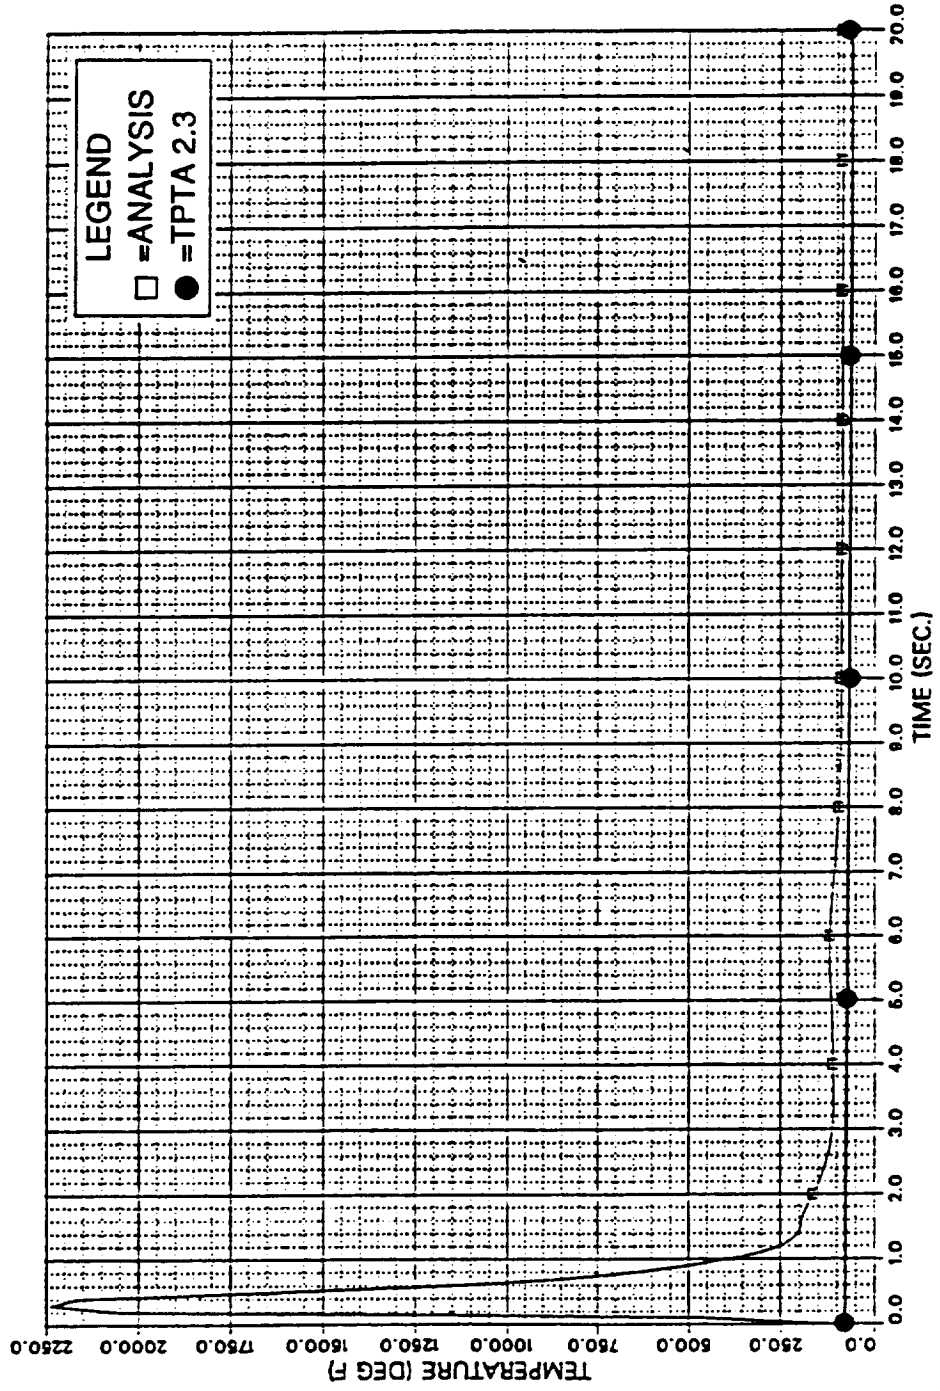 LEGEND
□ =ANALYSIS
● =TPTA 2.3
TEMPERATURE (DEG F)
2250.0
2000.0
1750.0
1500.0
1250.0
1000.0
750.0
500.0
250.0
0.0
0.0 1.0 2.0 3.0 4.0 5.0 6.0 7.0 8.0 9.0 10.0 11.0 12.0 13.0 14.0 15.0 16.0 17.0 18.0 19.0 20.0
TIME (SEC.)